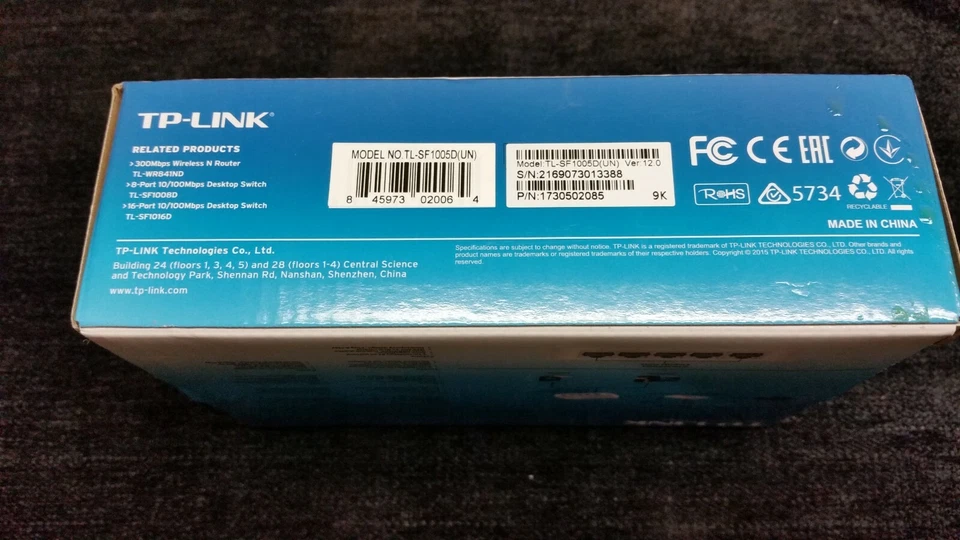 TP-LINK®
RELATED PRODUCTS
>300Mbps Wireless N Router
TL-WR841ND
>8-Port 10/100Mbps Desktop Switch
TL-SF1008D
>16-Port 10/100Mbps Desktop Switch
TL-SF1016D
MODEL NO.TL-SF1005D(UN)
8 45973 02006 4
Model:TL-SF1005D(UN) Ver:12.0
S/N:2169073013388
P/N:1730502085 9K
FC CE EAC
RoHS 5734
RECYCLABLE
MADE IN CHINA
TP-LINK Technologies Co., Ltd.
Building 24 (floors 1, 3, 4, 5) and 28 (floors 1-4) Central Science
and Technology Park, Shennan Rd, Nanshan, Shenzhen, China
www.tp-link.com
Specifications are subject to change without notice. TP-LINK is a registered trademark of TP-LINK TECHNOLOGIES CO., LTD. Other brands and
product names are trademarks or registered trademarks of their respective holders. Copyright © 2015 TP-LINK TECHNOLOGIES CO., LTD. All rights
reserved.